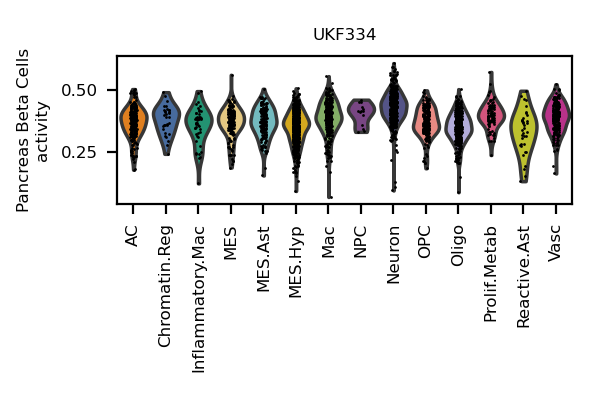 UKF334
Pancreas Beta Cells
activity
0.50
0.25
AC
Chromatin.Reg
Inflammatory.Mac
MES
MES.Ast
MES.Hyp
Mac
NPC
Neuron
OPC
Oligo
Prolif.Metab
Reactive.Ast
Vasc